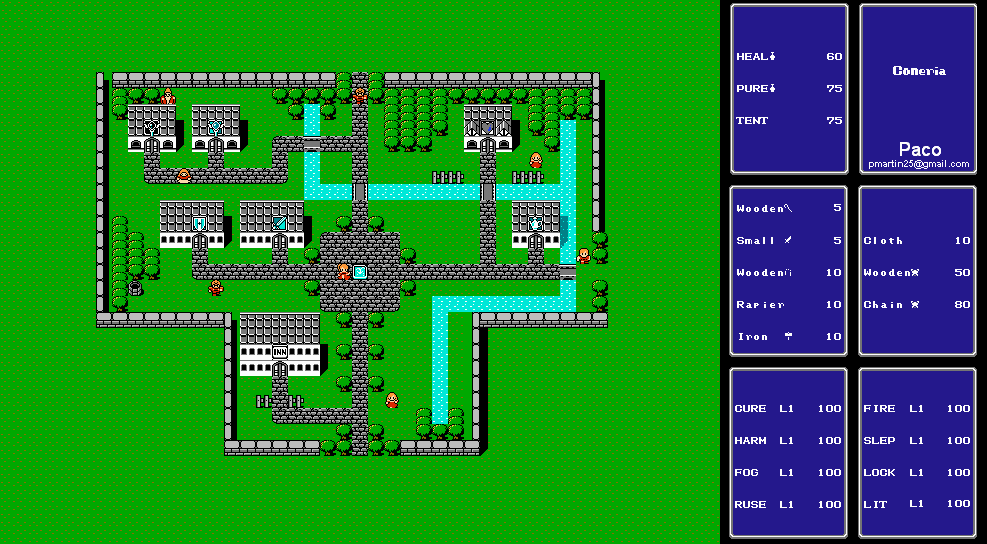 HEAL 60
PURE 75
TENT 75
Coneria
Paco
pmartin25@gmail.com
Wooden 5
Small 5
Wooden 10
Rapier 10
Iron 10
Cloth 10
Wooden 50
Chain 80
CURE L1 100
HARM L1 100
FOG L1 100
RUSE L1 100
FIRE L1 100
SLEP L1 100
LOCK L1 100
LIT L1 100
INN